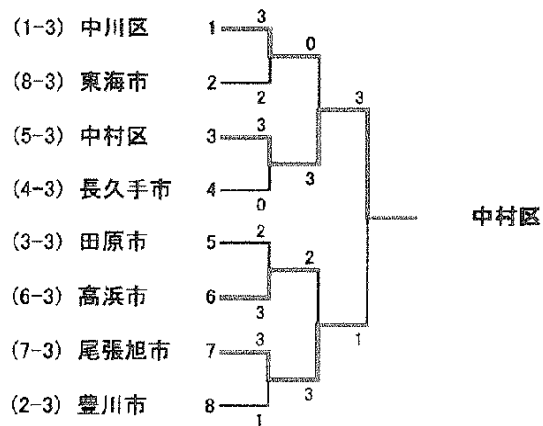 3
(1-3) 中川区 1
0
(8-3) 東海市 2
2
3
3
(5-3) 中村区 3
3
(4-3) 長久手市 4
0
中村区
2
(3-3) 田原市 5
2
(6-3) 高浜市 6
3
3
1
(7-3) 尾張旭市 7
3
(2-3) 豊川市 8
1